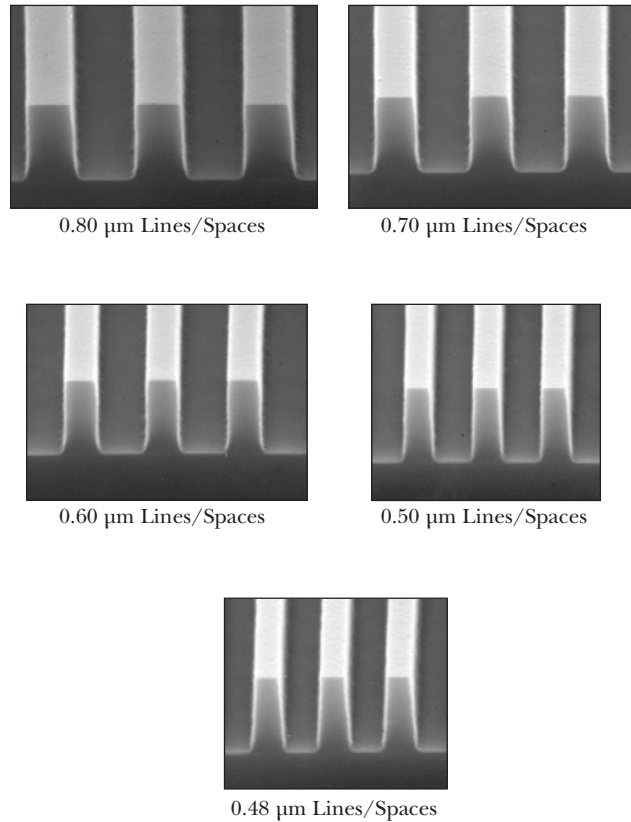 0.80 µm Lines/Spaces
0.70 µm Lines/Spaces
0.60 µm Lines/Spaces
0.50 µm Lines/Spaces
0.48 µm Lines/Spaces